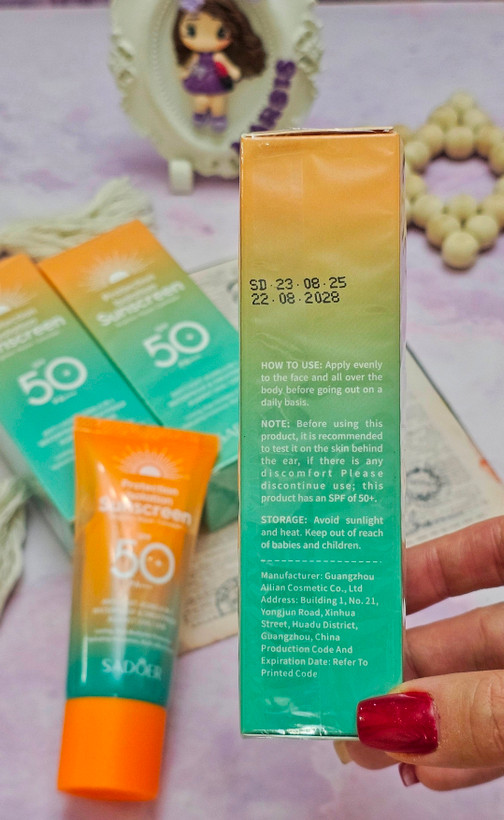 SD·23·08·25
22·08·2028
HOW TO USE: Apply evenly
to the face and all over the
body before going out on a
daily basis.
NOTE: Before using this
product, it is recommended
to test it on the skin behind
the ear, if there is any
discomfort Please
discontinue use; this
product has an SPF of 50+.
STORAGE: Avoid sunlight
and heat. Keep out of reach
of babies and children.
Manufacturer: Guangzhou
Ailian Cosmetic Co., Ltd
Address: Building 1, No. 21,
Yongjun Road, Xinhua
Street, Huadu District,
Guangzhou, China
Production Code And
Expiration Date: Refer To
Printed Code
Sunscreen
50
Protection
Sunscreen
50
Protection
Sunscreen
SPF
50
SADOER